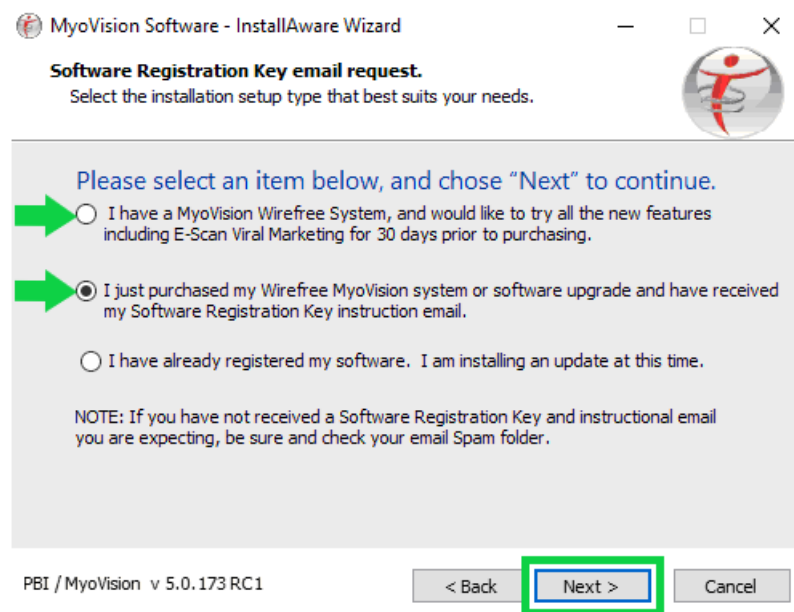 MyoVision Software - InstallAware Wizard
Software Registration Key email request.
Select the installation setup type that best suits your needs.
Please select an item below, and chose “Next” to continue.
I have a MyoVision Wirefree System, and would like to try all the new features
including E-Scan Viral Marketing for 30 days prior to purchasing.
I just purchased my Wirefree MyoVision system or software upgrade and have received
my Software Registration Key instruction email.
I have already registered my software. I am installing an update at this time.
NOTE: If you have not received a Software Registration Key and instructional email
you are expecting, be sure and check your email Spam folder.
PBI / MyoVision v 5.0.173 RC1
< Back
Next >
Cancel